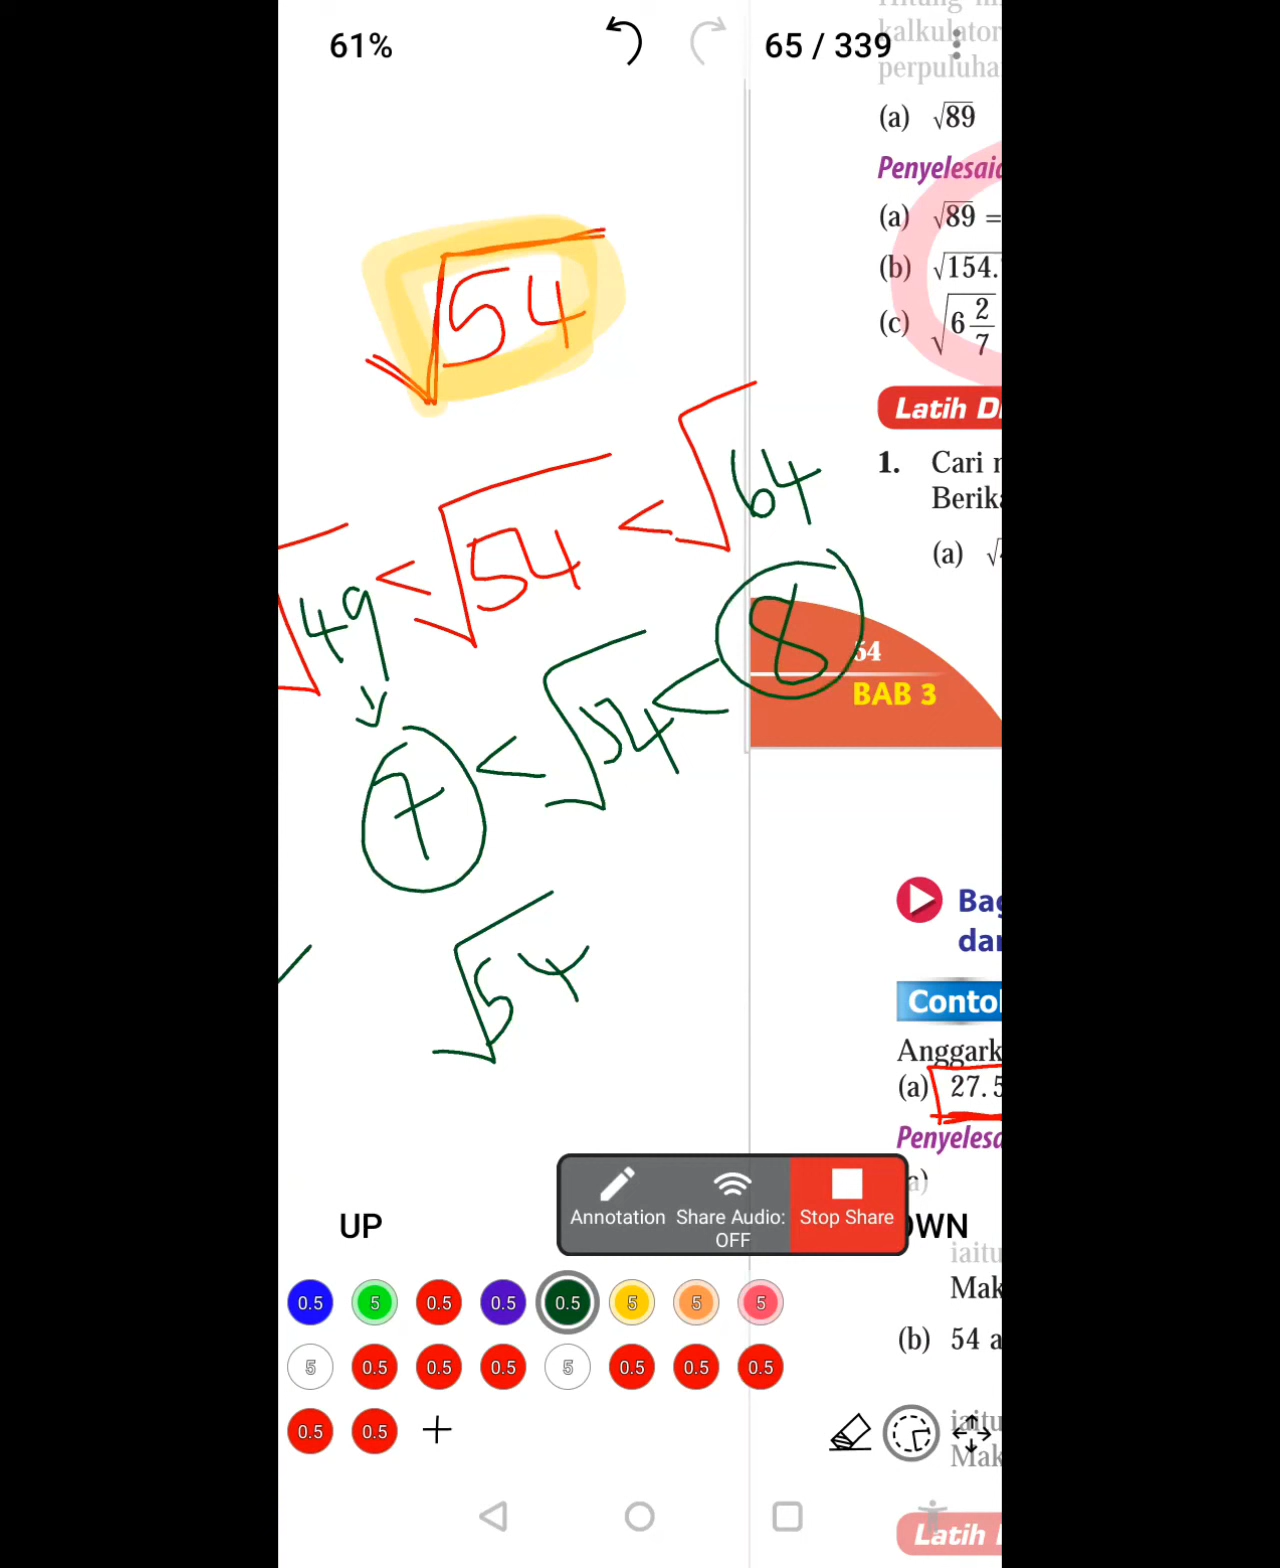 61%
65 / 339
kalkulator
perpuluha
(a) √89
Penyelesaia
(a) √89 =
(b) √154.
(c) √6 2/7
√54
Latih D
1. Cari
Berik
(a) √
√49 < √54 < √64
7 < √54 < 8
54
BAB 3
√54
Bag
dar
Conto
Anggark
(a) 27.5
Penyelesa
a)
Annotation
Share Audio: OFF
Stop Share
UP
OWN
iaitu
Mak
(b) 54 a
0.5 5 0.5 0.5 0.5 5 5 5
5 0.5 0.5 0.5 5 0.5 0.5 0.5
0.5 0.5 +
iaitu
Mak
Latih